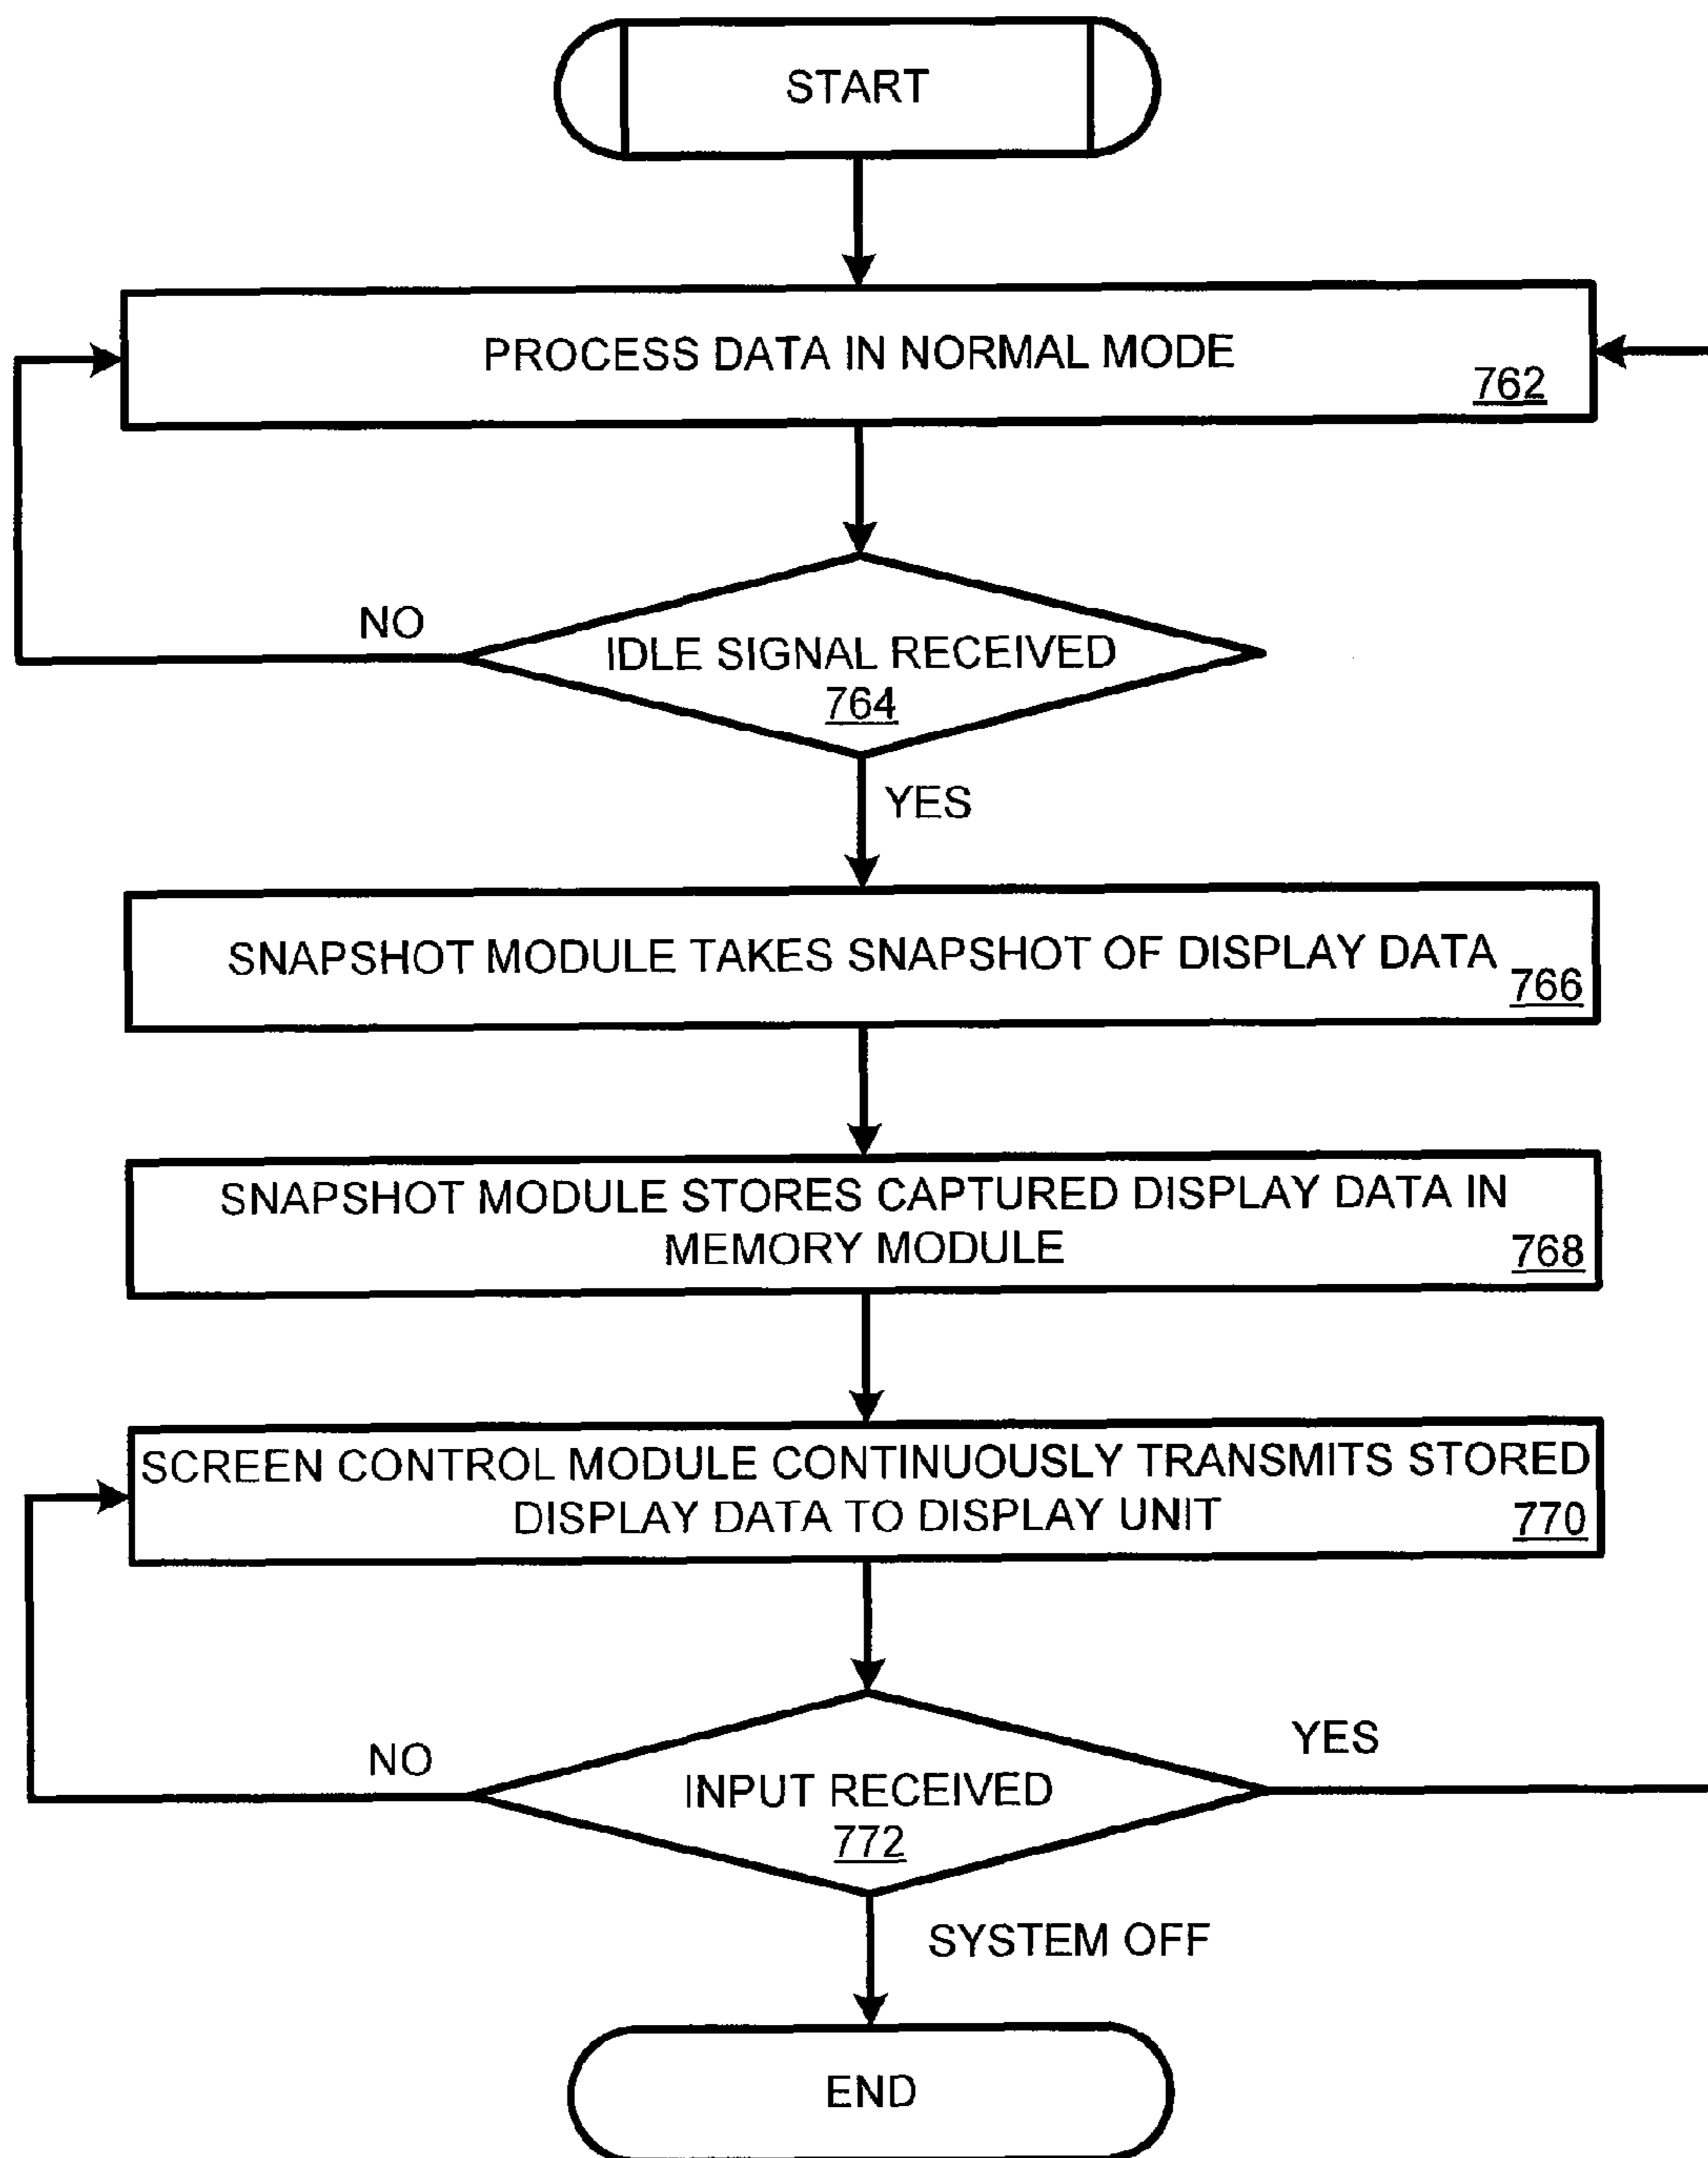 START
PROCESS DATA IN NORMAL MODE
762
NO
IDLE SIGNAL RECEIVED
764
YES
SNAPSHOT MODULE TAKES SNAPSHOT OF DISPLAY DATA
766
SNAPSHOT MODULE STORES CAPTURED DISPLAY DATA IN
MEMORY MODULE
768
SCREEN CONTROL MODULE CONTINUOUSLY TRANSMITS STORED
DISPLAY DATA TO DISPLAY UNIT
770
NO
YES
INPUT RECEIVED
772
SYSTEM OFF
END